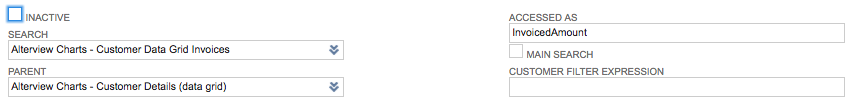 INACTIVE
SEARCH
Alterview Charts - Customer Data Grid Invoices
PARENT
Alterview Charts - Customer Details (data grid)
ACCESSED AS
InvoicedAmount
MAIN SEARCH
CUSTOMER FILTER EXPRESSION